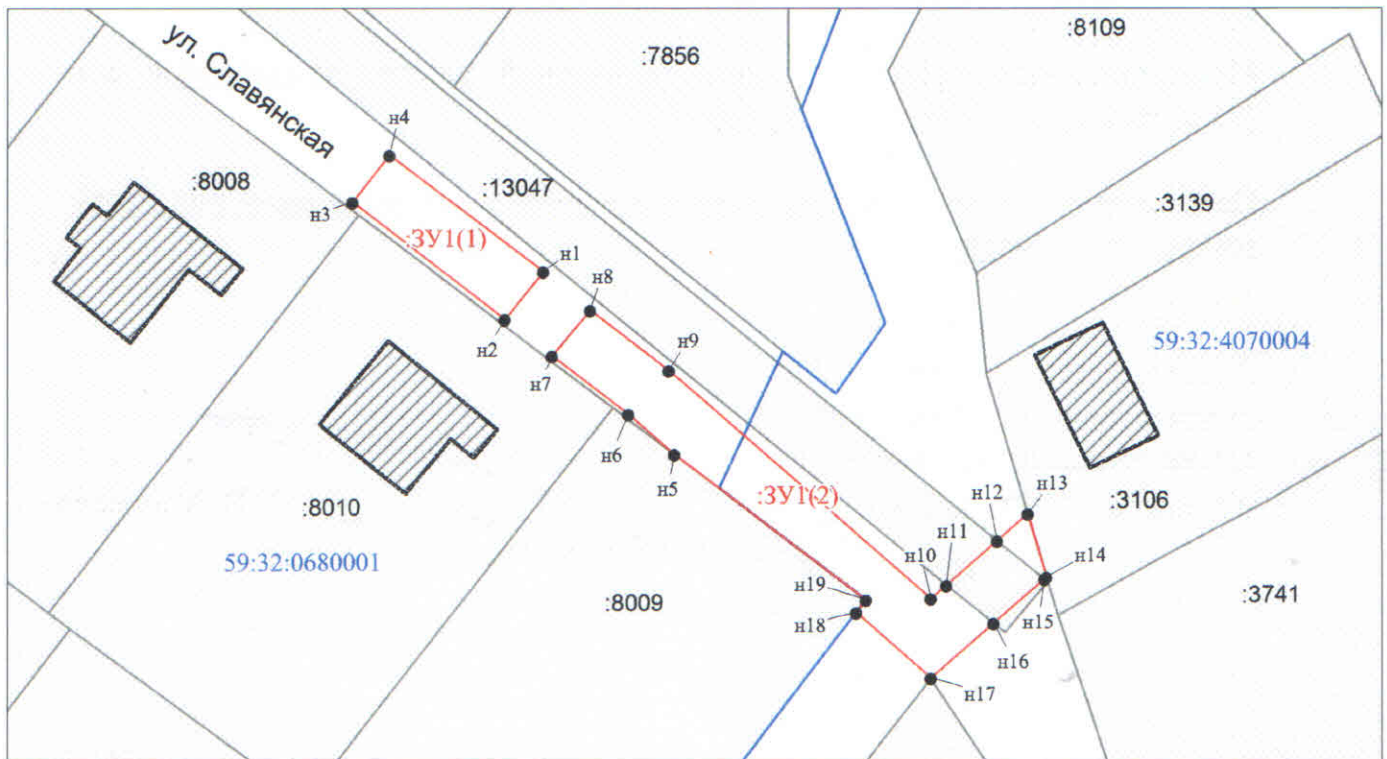 :8109
ул. Славянская
:7856
н4
:8008
:13047
н3
:3139
:ЗУ1(1)
н1
н8
н2
н9
59:32:4070004
н7
н6
н5
:ЗУ1(2)
н13
:3106
:8010
н12
н11
н14
н10
59:32:0680001
н19
:3741
:8009
н18
н15
н16
н17